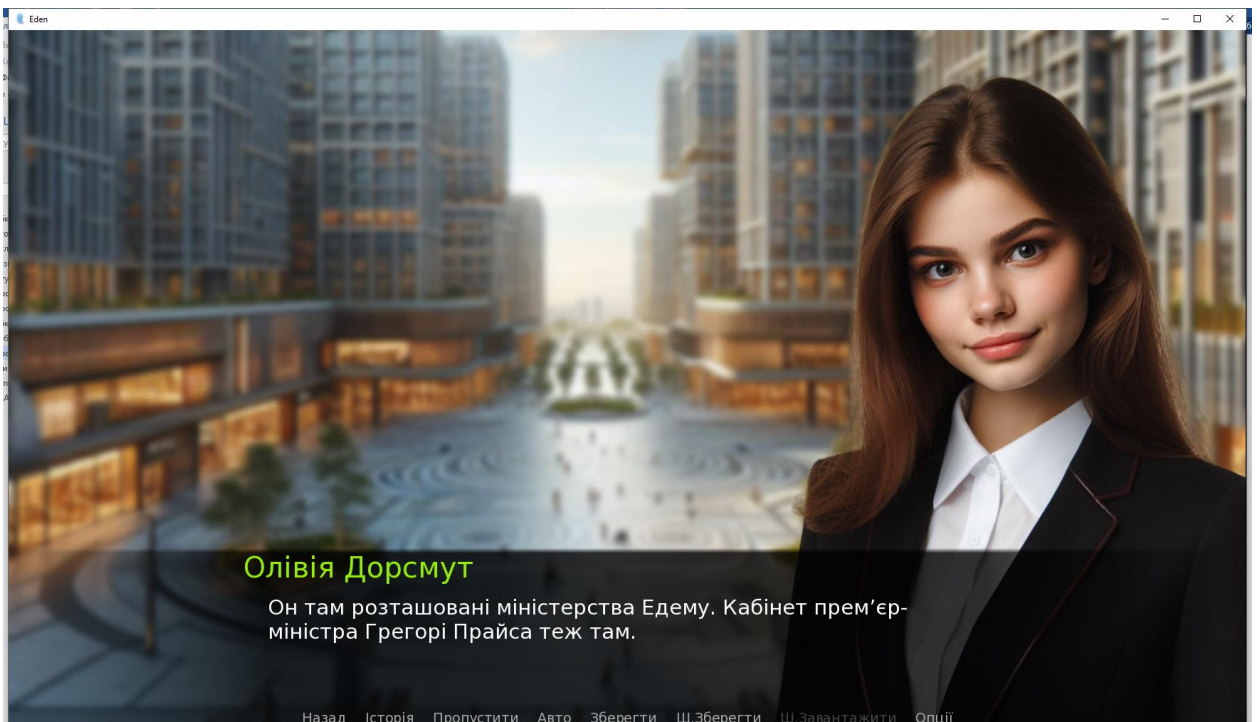 Eden
Олівія Дорсмут
Он там розташовані міністерства Едему. Кабінет прем’єр-
міністра Грегорі Прайса теж там.
Назад Історія Пропустити Авто Зберегти Ш.Зберегти Ш.Завантажити Опції